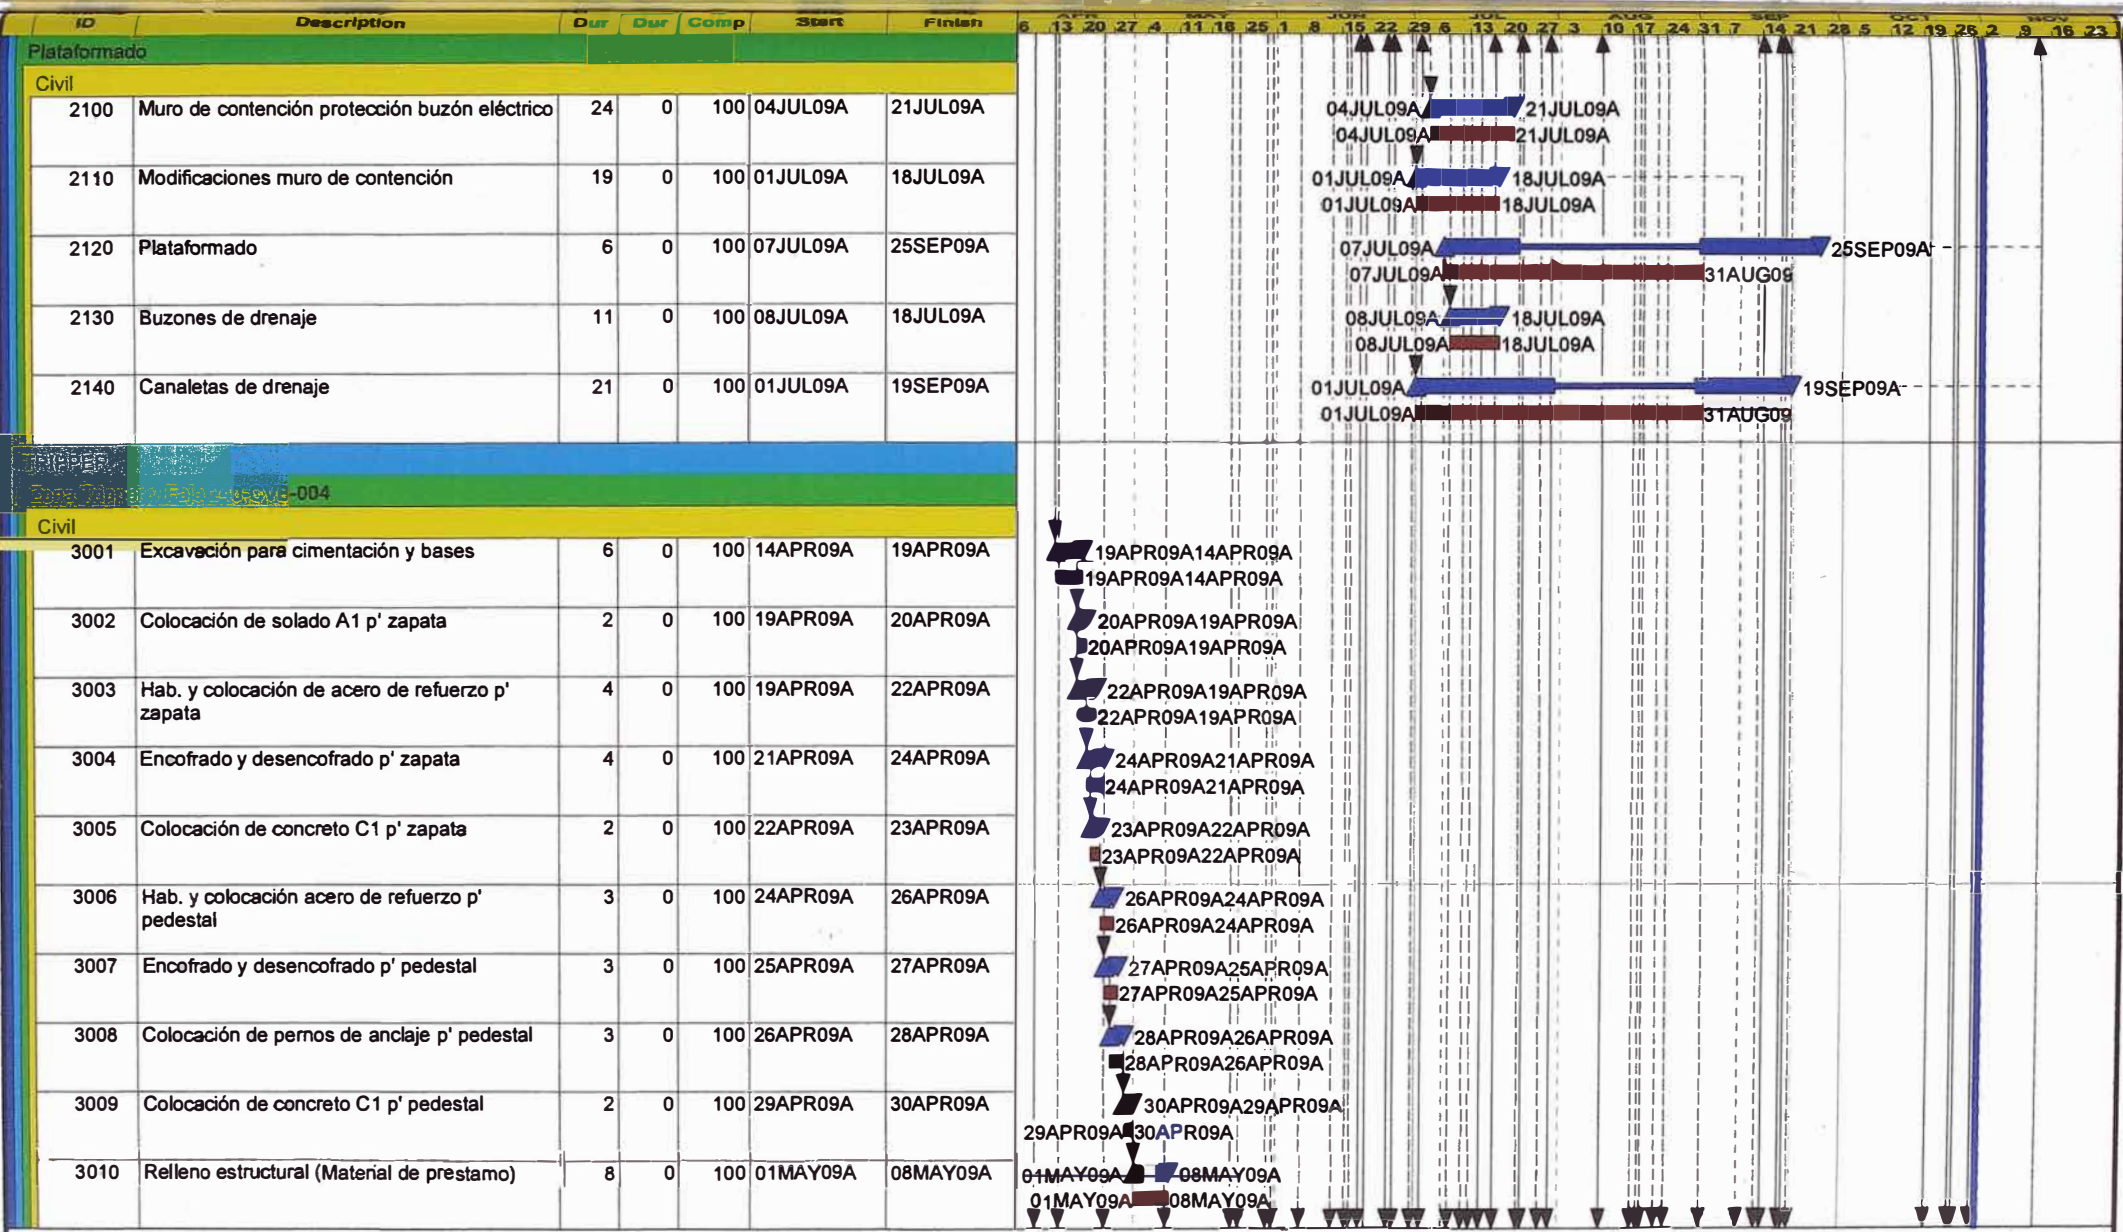 ID Description Dur Dur Comp Start Finish
APR MAY JUN JUL AUG SEP OCT NOV
6 13 20 27 4 11 18 25 1 8 15 22 29 6 13 20 27 3 10 17 24 31 7 14 21 28 5 12 19 26 2 9 16 23
Plataformado
Civil
2100 Muro de contención protección buzón eléctrico 24 0 100 04JUL09A 21JUL09A 04JUL09A 21JUL09A
04JUL09A 21JUL09A
2110 Modificaciones muro de contención 19 0 100 01JUL09A 18JUL09A 01JUL09A 18JUL09A
01JUL09A 18JUL09A
2120 Plataformado 6 0 100 07JUL09A 25SEP09A 07JUL09A 25SEP09A
07JUL09A 31AUG09
2130 Buzones de drenaje 11 0 100 08JUL09A 18JUL09A 08JUL09A 18JUL09A
08JUL09A 18JUL09A
2140 Canaletas de drenaje 21 0 100 01JUL09A 19SEP09A 01JUL09A 19SEP09A
01JUL09A 31AUG09
TRIPPER
-004
Civil
3001 Excavación para cimentación y bases 6 0 100 14APR09A 19APR09A 19APR09A14APR09A
19APR09A14APR09A
3002 Colocación de solado A1 p' zapata 2 0 100 19APR09A 20APR09A 20APR09A19APR09A
20APR09A19APR09A
3003 Hab. y colocación de acero de refuerzo p' 4 0 100 19APR09A 22APR09A 22APR09A19APR09A
zapata 22APR09A19APR09A
3004 Encofrado y desencofrado p' zapata 4 0 100 21APR09A 24APR09A 24APR09A21APR09A
24APR09A21APR09A
3005 Colocación de concreto C1 p' zapata 2 0 100 22APR09A 23APR09A 23APR09A22APR09A
23APR09A22APR09A
3006 Hab. y colocación acero de refuerzo p' 3 0 100 24APR09A 26APR09A 26APR09A24APR09A
pedestal 26APR09A24APR09A
3007 Encofrado y desencofrado p' pedestal 3 0 100 25APR09A 27APR09A 27APR09A25APR09A
27APR09A25APR09A
3008 Colocación de pernos de anclaje p' pedestal 3 0 100 26APR09A 28APR09A 28APR09A26APR09A
28APR09A26APR09A
3009 Colocación de concreto C1 p' pedestal 2 0 100 29APR09A 30APR09A 30APR09A29APR09A
29APR09A 30APR09A
3010 Relleno estructural (Material de prestamo) 8 0 100 01MAY09A 08MAY09A 01MAY09A 08MAY09A
01MAY09A 08MAY09A